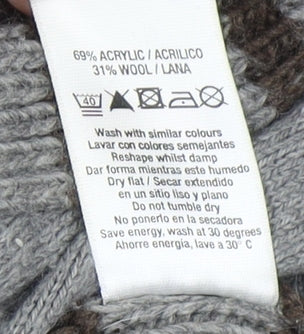 69% ACRYLIC / ACRILICO
31% WOOL / LANA
40
Wash with similar colours
Lavar con colores semejantes
Reshape whilst damp
Dar forma mientras este humedo
Dry flat / Secar extendido
en un sitio liso y plano
Do not tumble dry
No ponerlo en la secadora
Save energy, wash at 30 degrees
Ahorre energia, lave a 30° C